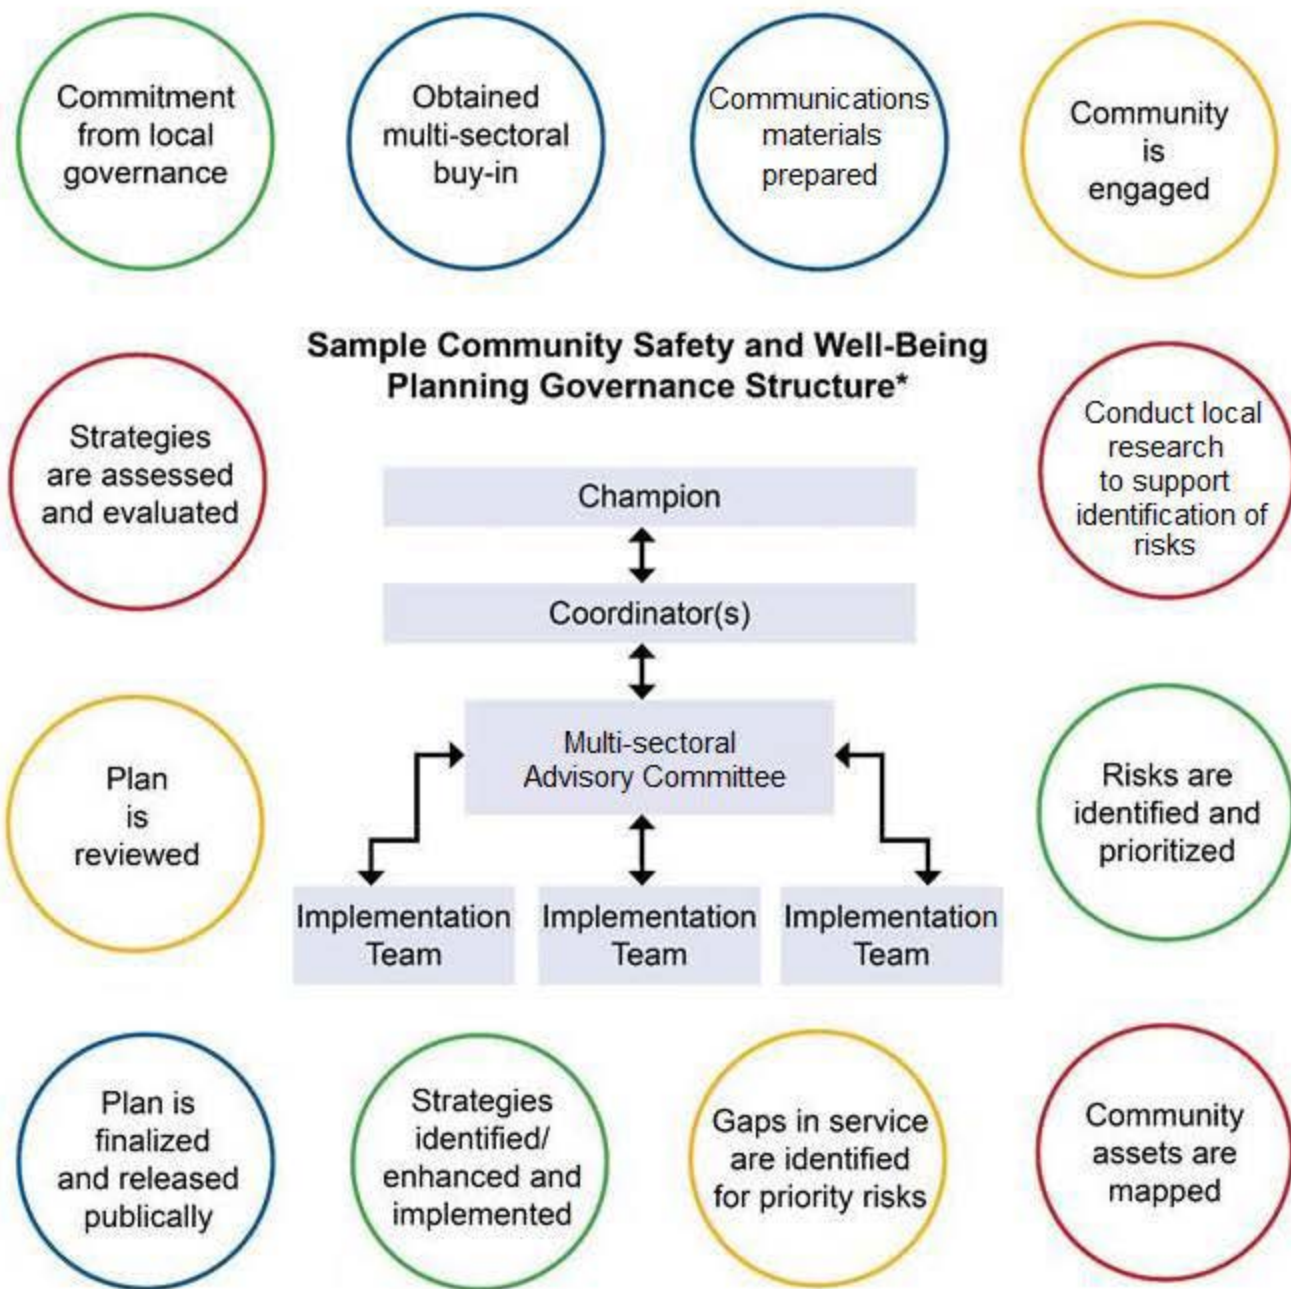 Commitment
from local
governance
Obtained
multi-sectoral
buy-in
Communications
materials
prepared
Community
is
engaged
Sample Community Safety and Well-Being
Planning Governance Structure*
Strategies
are assessed
and evaluated
Champion
Conduct local
research
to support
identification of
risks
Coordinator(s)
Multi-sectoral
Advisory Committee
Plan
is
reviewed
Risks are
identified and
prioritized
Implementation
Team
Implementation
Team
Implementation
Team
Plan is
finalized
and released
publically
Strategies
identified/
enhanced and
implemented
Gaps in service
are identified
for priority risks
Community
assets are
mapped